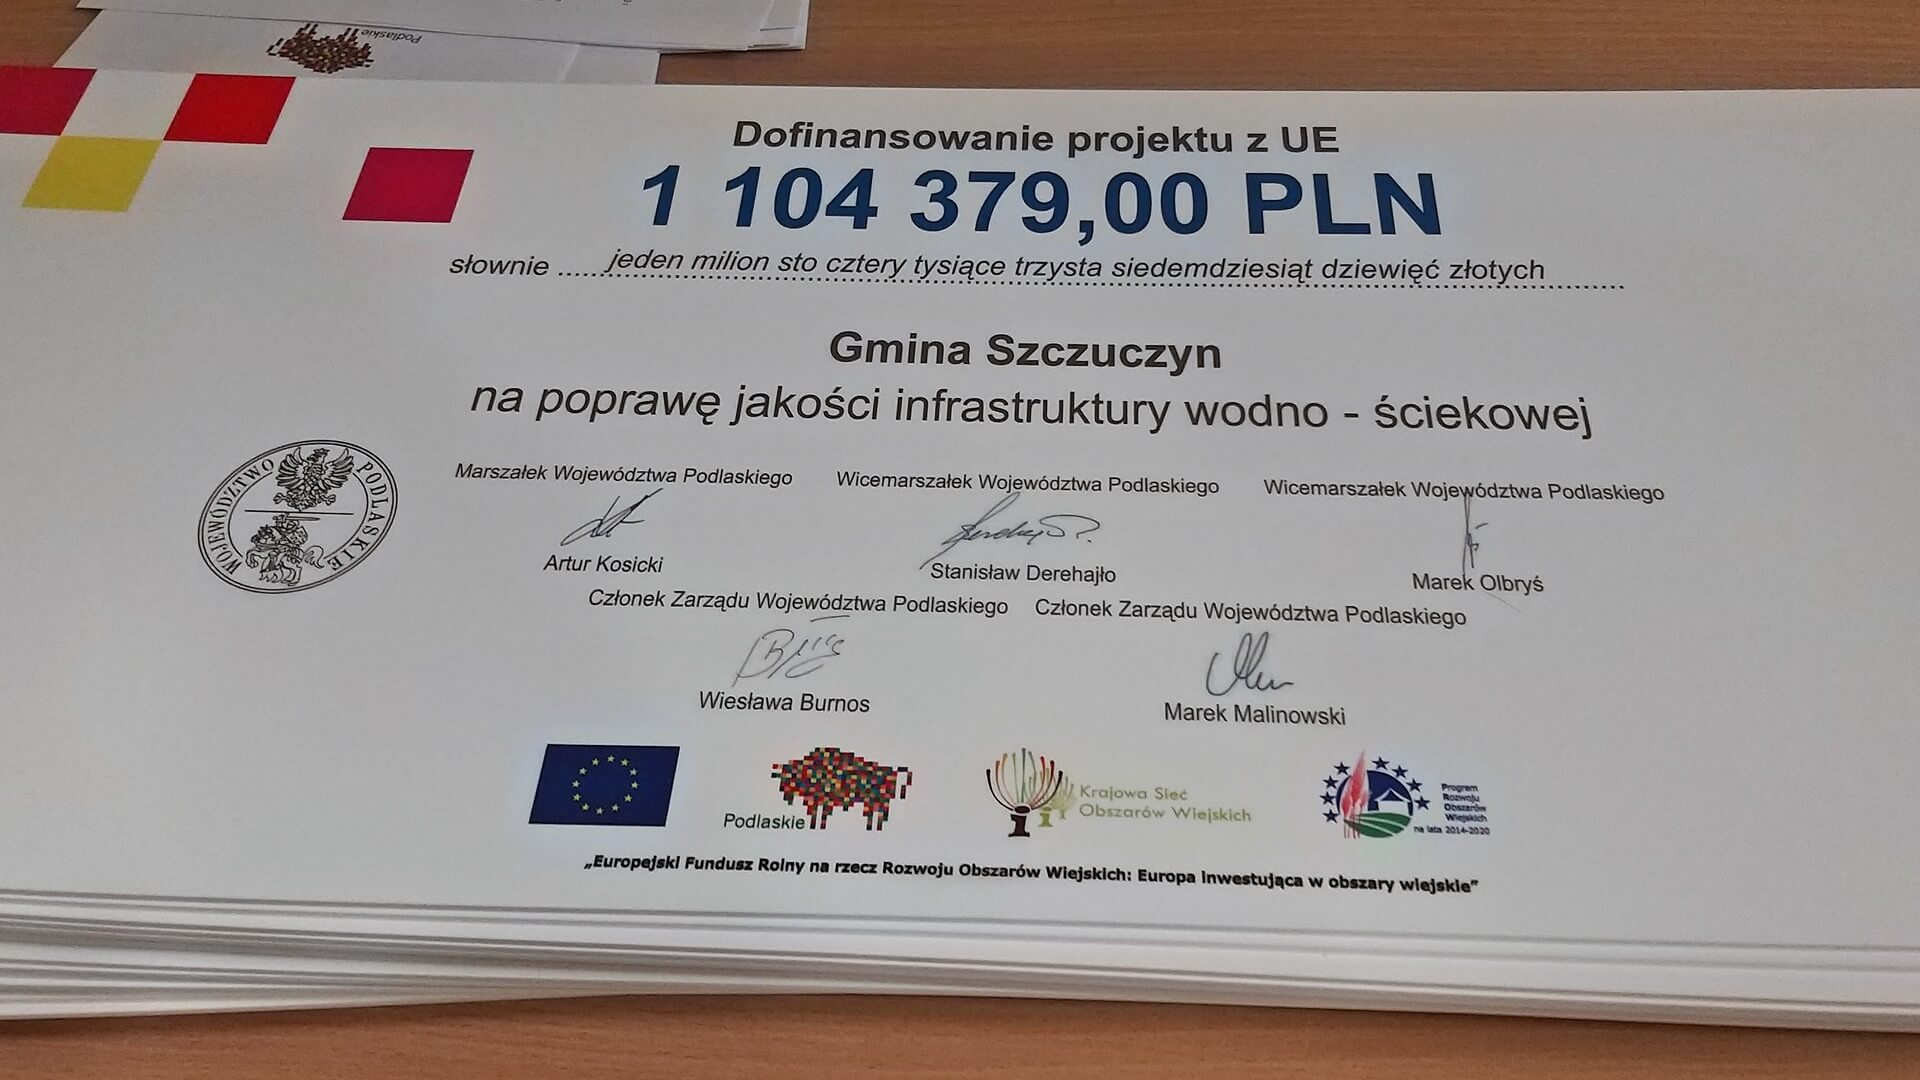 Podlaskie
Dofinansowanie projektu z UE
1 104 379,00 PLN
słownie ......jeden milion sto cztery tysiące trzysta siedemdziesiąt dziewięć złotych
Gmina Szczuczyn
na poprawę jakości infrastruktury wodno - ściekowej
WOJEWÓDZTWO PODLASKIE
Marszałek Województwa Podlaskiego Wicemarszałek Województwa Podlaskiego Wicemarszałek Województwa Podlaskiego
Artur Kosicki Stanisław Derehajło Marek Olbryś
Członek Zarządu Województwa Podlaskiego Członek Zarządu Województwa Podlaskiego
Wiesława Burnos Marek Malinowski
Podlaskie
Krajowa Sieć
Obszarów Wiejskich
Program
Rozwoju
Obszarów
Wiejskich
na lata 2014-2020
„Europejski Fundusz Rolny na rzecz Rozwoju Obszarów Wiejskich: Europa inwestująca w obszary wiejskie”